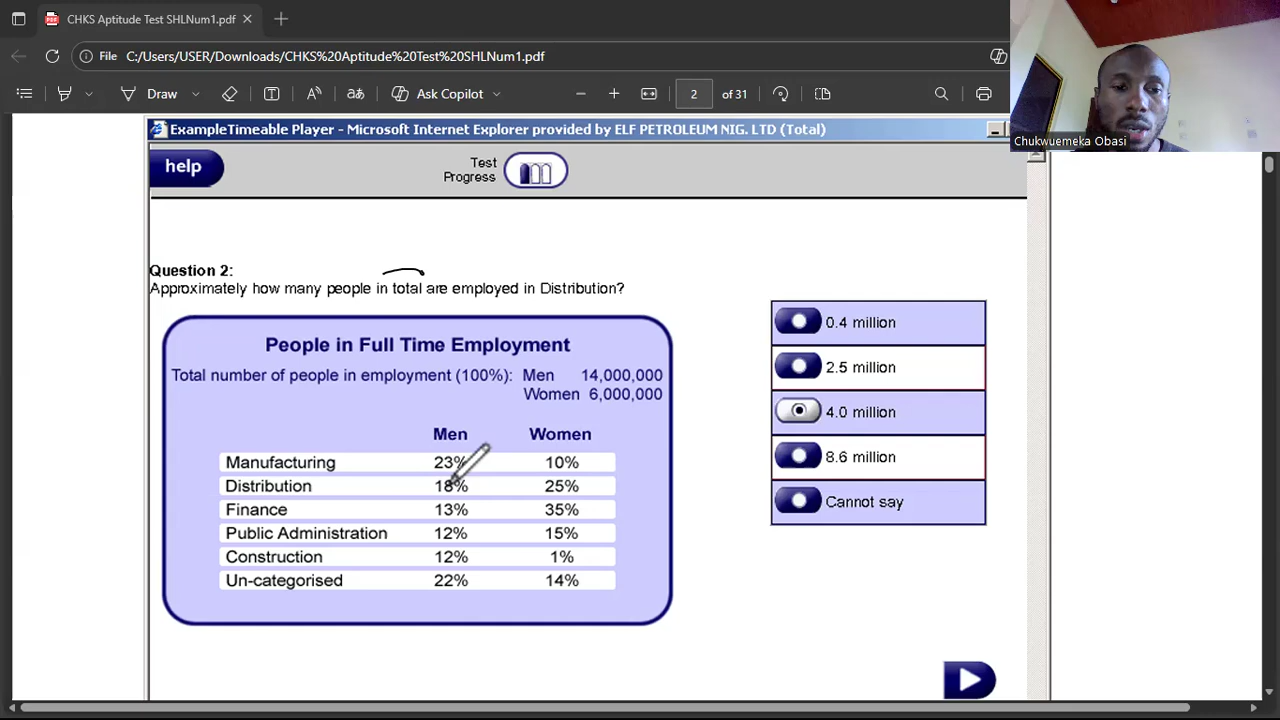 CHKS Aptitude Test SHLNum1.pdf
File C:/Users/USER/Downloads/CHKS%20Aptitude%20Test%20SHLNum1.pdf
Draw
aあ
Ask Copilot
2 of 31
ExampleTimeable Player - Microsoft Internet Explorer provided by ELF PETROLEUM NIG. LTD (Total)
Chukwuemeka Obasi
help
Test
Progress
Question 2:
Approximately how many people in total are employed in Distribution?
People in Full Time Employment
Total number of people in employment (100%): Men 14,000,000
Women 6,000,000
Men Women
Manufacturing 23% 10%
Distribution 18% 25%
Finance 13% 35%
Public Administration 12% 15%
Construction 12% 1%
Un-categorised 22% 14%
0.4 million
2.5 million
4.0 million
8.6 million
Cannot say